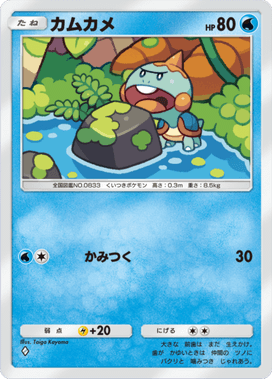 たね カムカメ HP80
全国図鑑NO.0833 くいつきポケモン 高さ:0.3m 重さ:8.5kg
かみつく 30
弱点 +20 にげる
Illus. Taiga Kayama
大きな 前歯は まだ 生えかけ。
歯が かゆいときは 仲間の ツノに
パクりと 噛みつき じゃれあう。